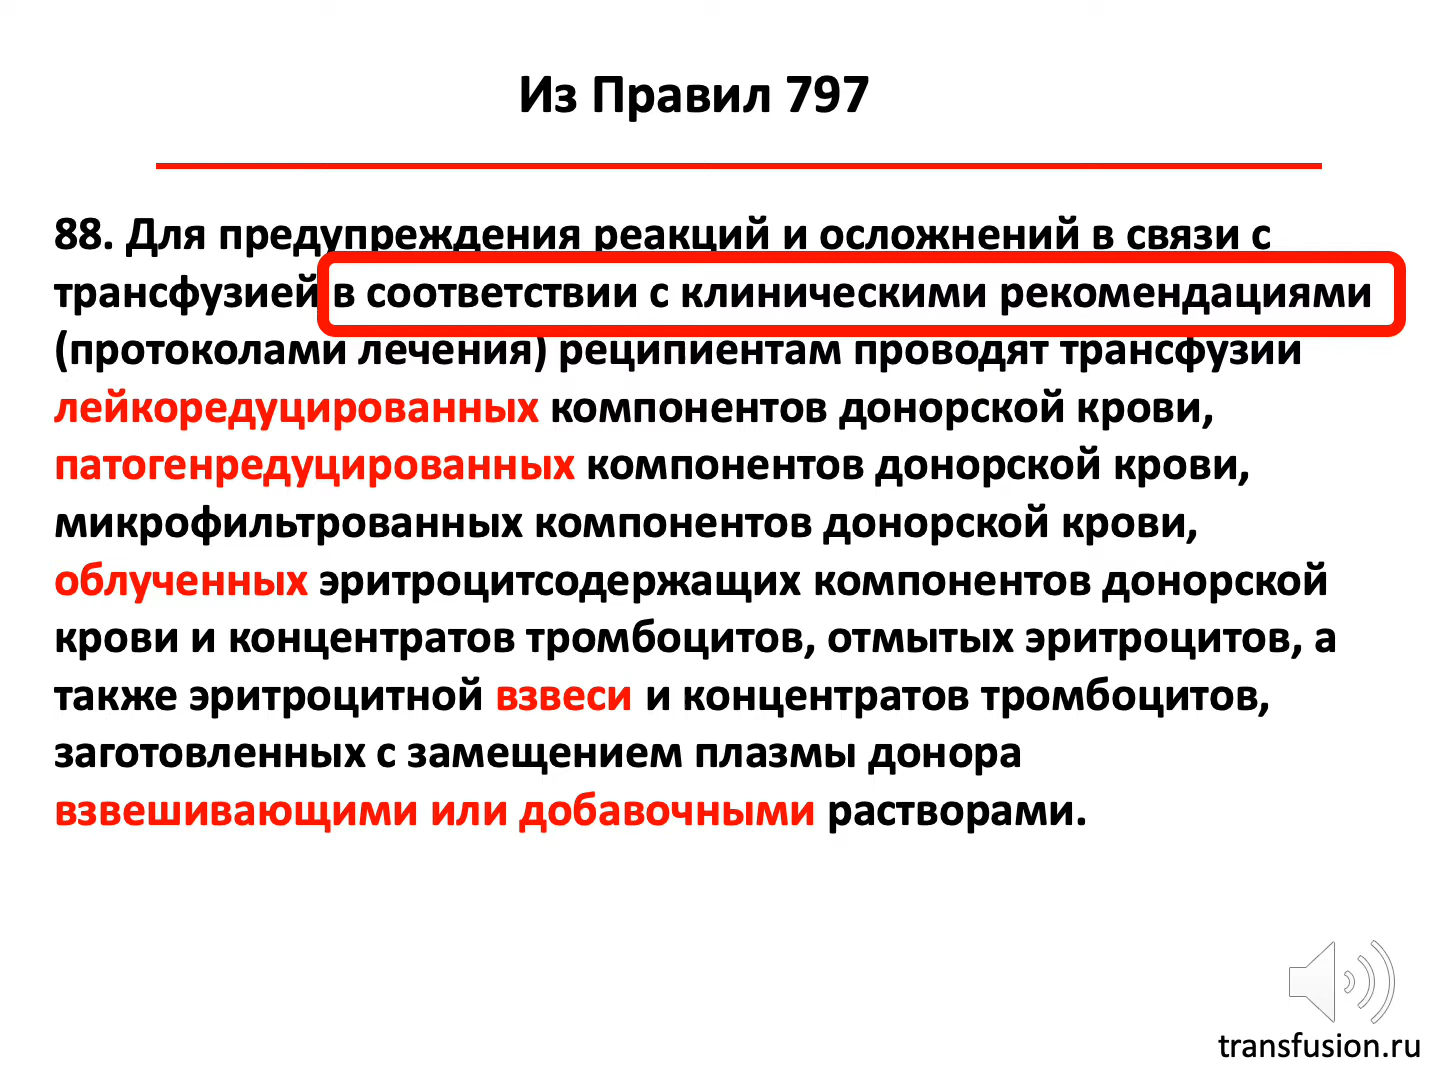 Из Правил 797
88. Для предупреждения реакций и осложнений в связи с
трансфузией в соответствии с клиническими рекомендациями
(протоколами лечения) реципиентам проводят трансфузии
лейкоредуцированных компонентов донорской крови,
патогенредуцированных компонентов донорской крови,
микрофильтрованных компонентов донорской крови,
облученных эритроцитсодержащих компонентов донорской
крови и концентратов тромбоцитов, отмытых эритроцитов, а
также эритроцитной взвеси и концентратов тромбоцитов,
заготовленных с замещением плазмы донора
взвешивающими или добавочными растворами.
transfusion.ru